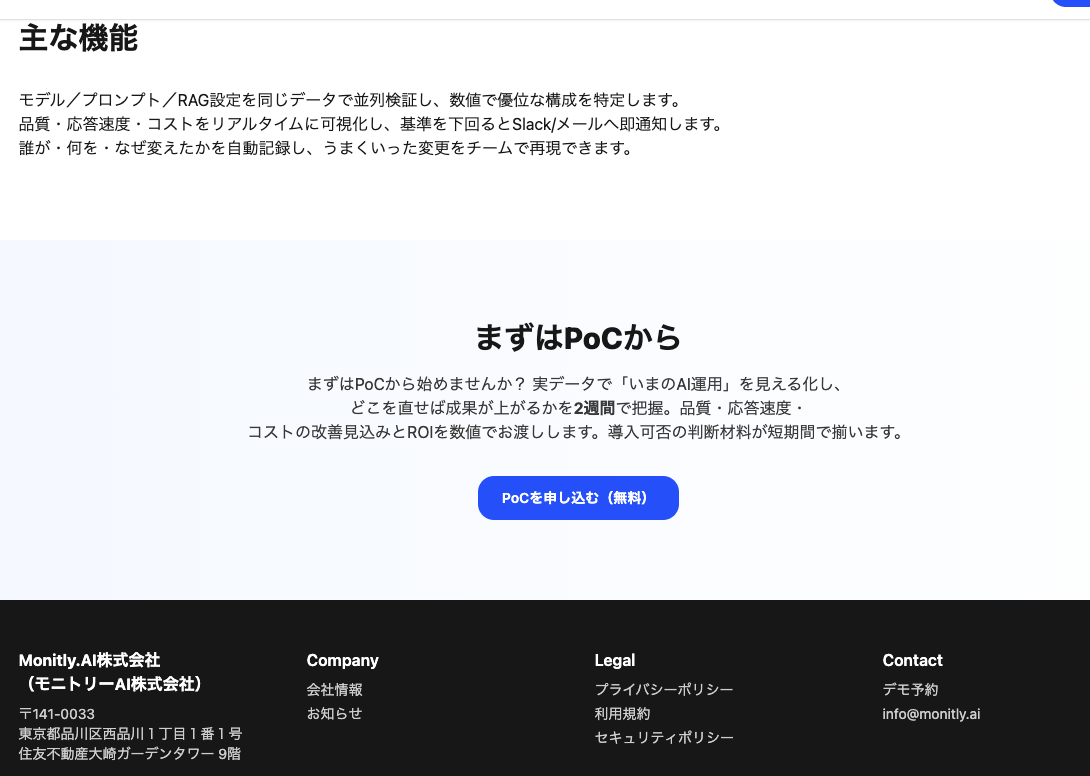 主な機能
モデル／プロンプト／RAG設定を同じデータで並列検証し、数値で優位な構成を特定します。
品質・応答速度・コストをリアルタイムに可視化し、基準を下回るとSlack/メールへ即通知します。
誰が・何を・なぜ変えたかを自動記録し、うまくいった変更をチームで再現できます。
まずはPoCから
まずはPoCから始めませんか？ 実データで「いまのAI運用」を見える化し、
どこを直せば成果が上がるかを2週間で把握。品質・応答速度・
コストの改善見込みとROIを数値でお渡しします。導入可否の判断材料が短期間で揃います。
PoCを申し込む（無料）
Monitly.AI株式会社
（モニトリーAI株式会社）
〒141-0033
東京都品川区西品川１丁目１番１号
住友不動産大崎ガーデンタワー 9階
Company
会社情報
お知らせ
Legal
プライバシーポリシー
利用規約
セキュリティポリシー
Contact
デモ予約
info@monitly.ai